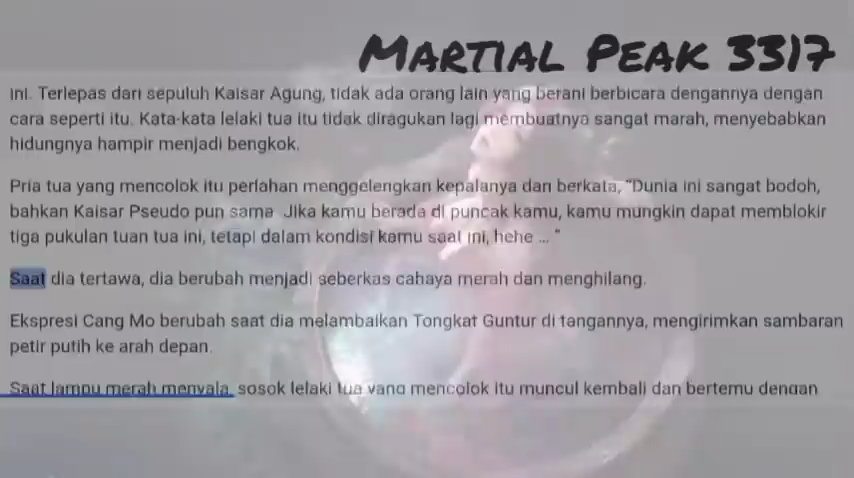 MARTIAL PEAK 3317
ini. Terlepas dari sepuluh Kaisar Agung, tidak ada orang lain yang berani berbicara dengannya dengan
cara seperti itu. Kata-kata lelaki tua itu tidak diragukan lagi membuatnya sangat marah, menyebabkan
hidungnya hampir menjadi bengkok.
Pria tua yang mencolok itu perlahan menggelengkan kepalanya dan berkata, "Dunia ini sangat bodoh,
bahkan Kaisar Pseudo pun sama Jika kamu berada di puncak kamu, kamu mungkin dapat memblokir
tiga pukulan tuan tua ini, tetapi dalam kondisi kamu saat ini, hehe ... "
Saat dia tertawa, dia berubah menjadi seberkas cahaya merah dan menghilang.
Ekspresi Cang Mo berubah saat dia melambaikan Tongkat Guntur di tangannya, mengirimkan sambaran
petir putih ke arah depan.
Saat lampu merah menyala, sosok lelaki tua yang mencolok itu muncul kembali dan bertemu dengan